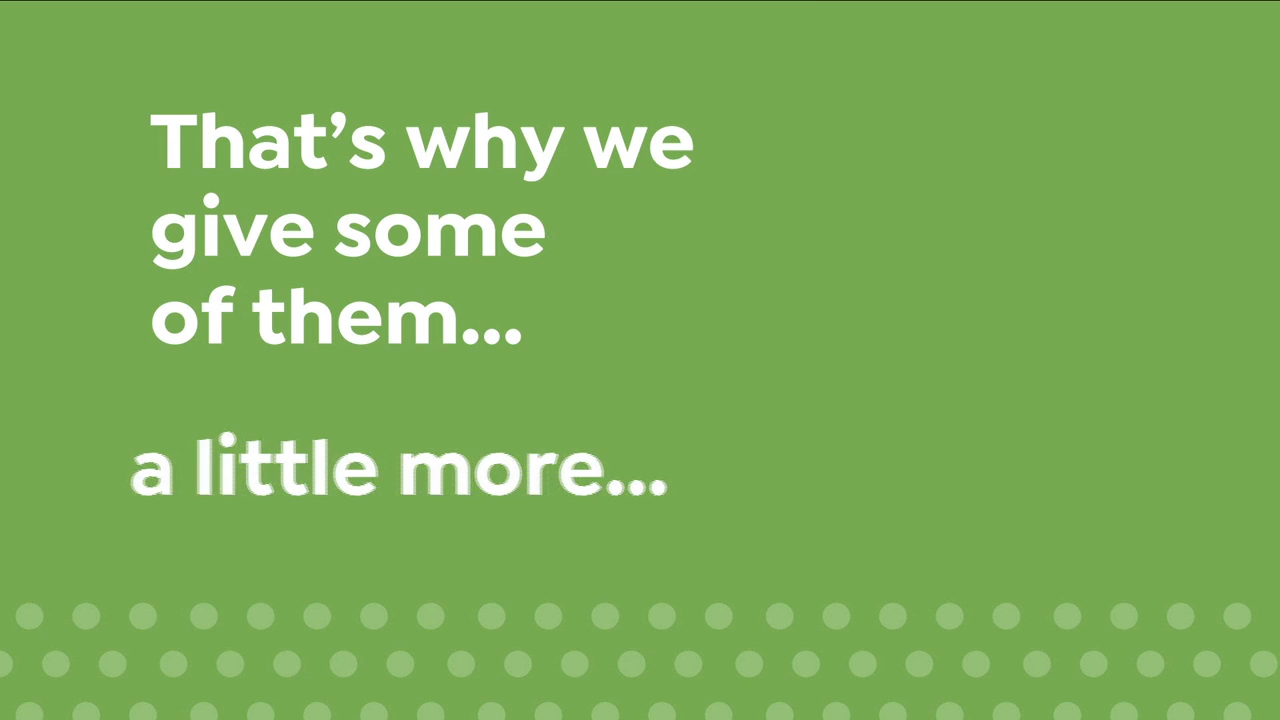 That’s why we
give some
of them...
a little more...